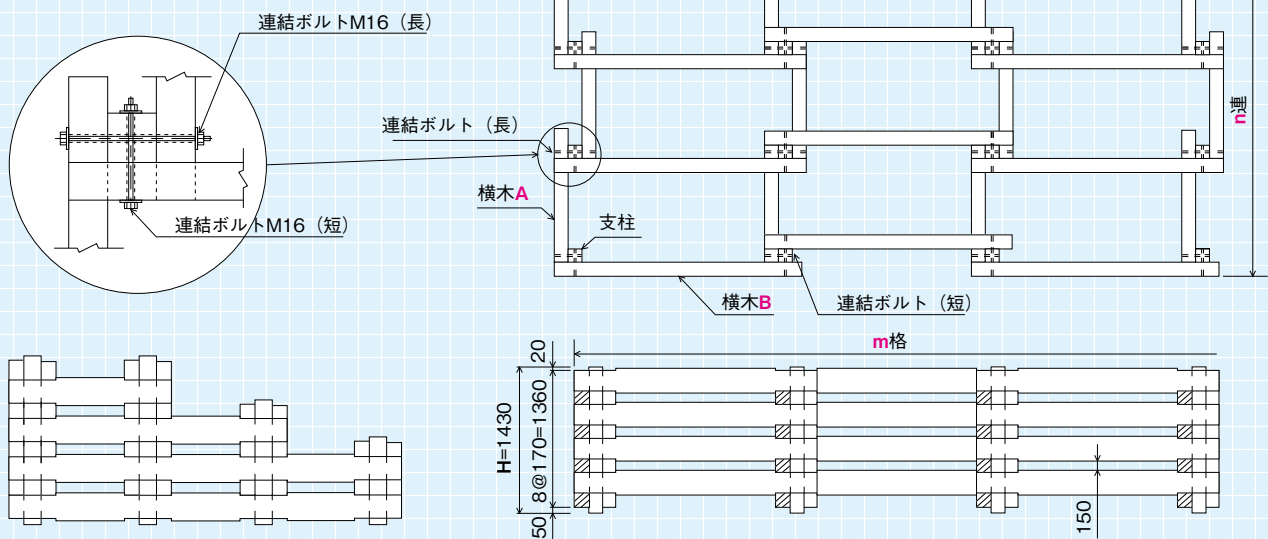 連結ボルトM16（長）
連結ボルト（長）
n連
横木A
支柱
連結ボルトM16（短）
横木B
連結ボルト（短）
m格
20
H=1430
8@170=1360
50
150